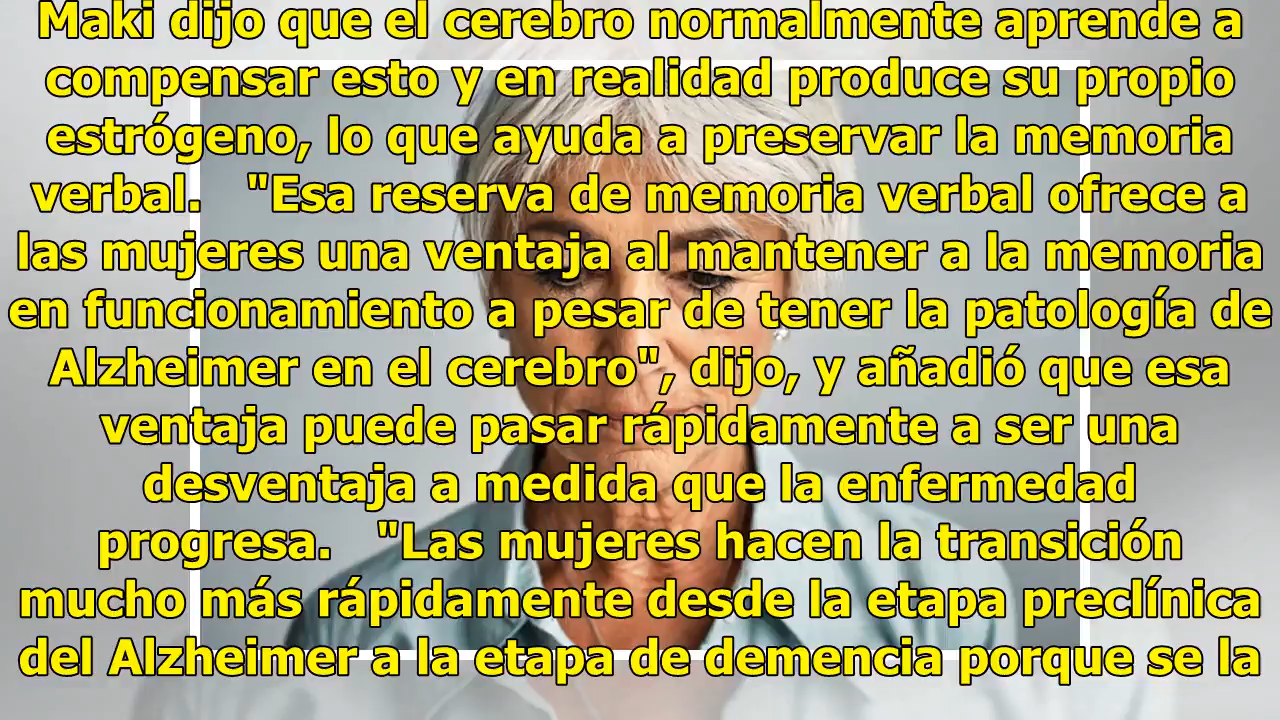 Maki dijo que el cerebro normalmente aprende a
compensar esto y en realidad produce su propio
estrógeno, lo que ayuda a preservar la memoria
verbal.   "Esa reserva de memoria verbal ofrece a
las mujeres una ventaja al mantener a la memoria
en funcionamiento a pesar de tener la patología de
Alzheimer en el cerebro", dijo, y añadió que esa
ventaja puede pasar rápidamente a ser una
desventaja a medida que la enfermedad
progresa.   "Las mujeres hacen la transición
mucho más rápidamente desde la etapa preclínica
del Alzheimer a la etapa de demencia porque se la